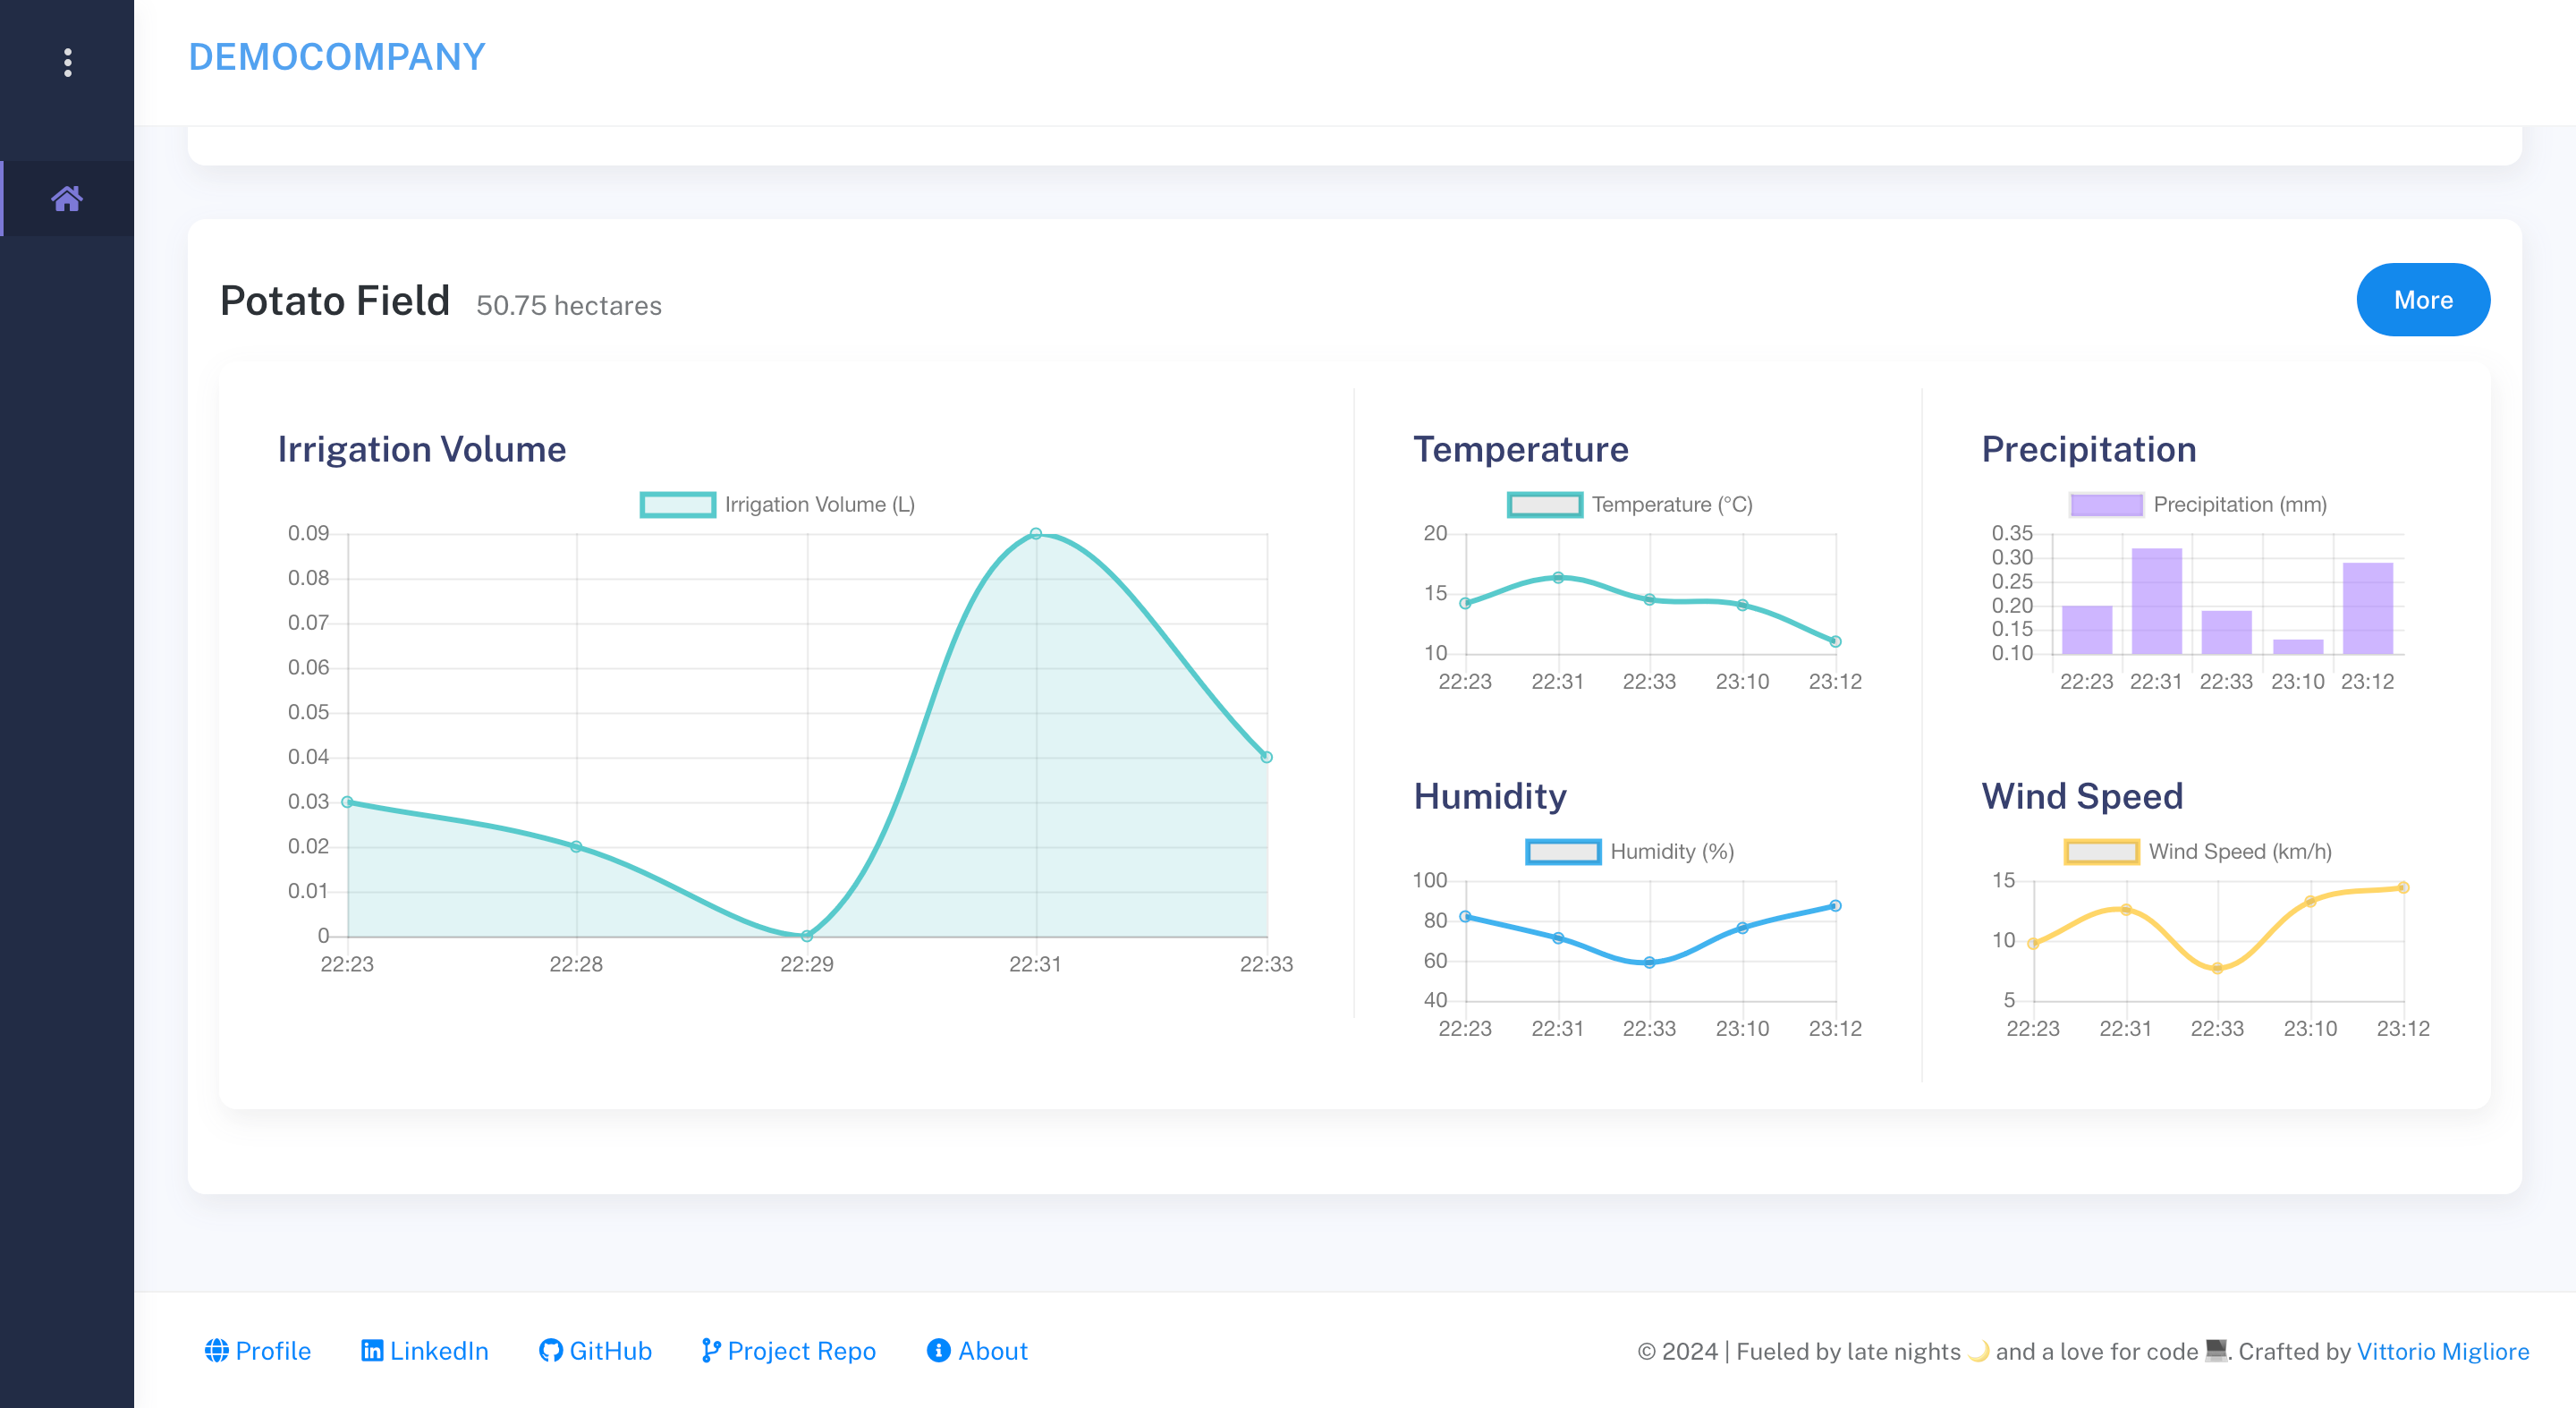 DEMOCOMPANY
Potato Field 50.75 hectares
More
Irrigation Volume
Irrigation Volume (L)
0.09
0.08
0.07
0.06
0.05
0.04
0.03
0.02
0.01
0
22:23 22:28 22:29 22:31 22:33
Temperature
Temperature (°C)
20
15
10
22:23 22:31 22:33 23:10 23:12
Precipitation
Precipitation (mm)
0.35
0.30
0.25
0.20
0.15
0.10
22:23 22:31 22:33 23:10 23:12
Humidity
Humidity (%)
100
80
60
40
22:23 22:31 22:33 23:10 23:12
Wind Speed
Wind Speed (km/h)
15
10
5
22:23 22:31 22:33 23:10 23:12
Profile LinkedIn GitHub Project Repo About
© 2024 | Fueled by late nights 🌙 and a love for code 💻. Crafted by Vittorio Migliore